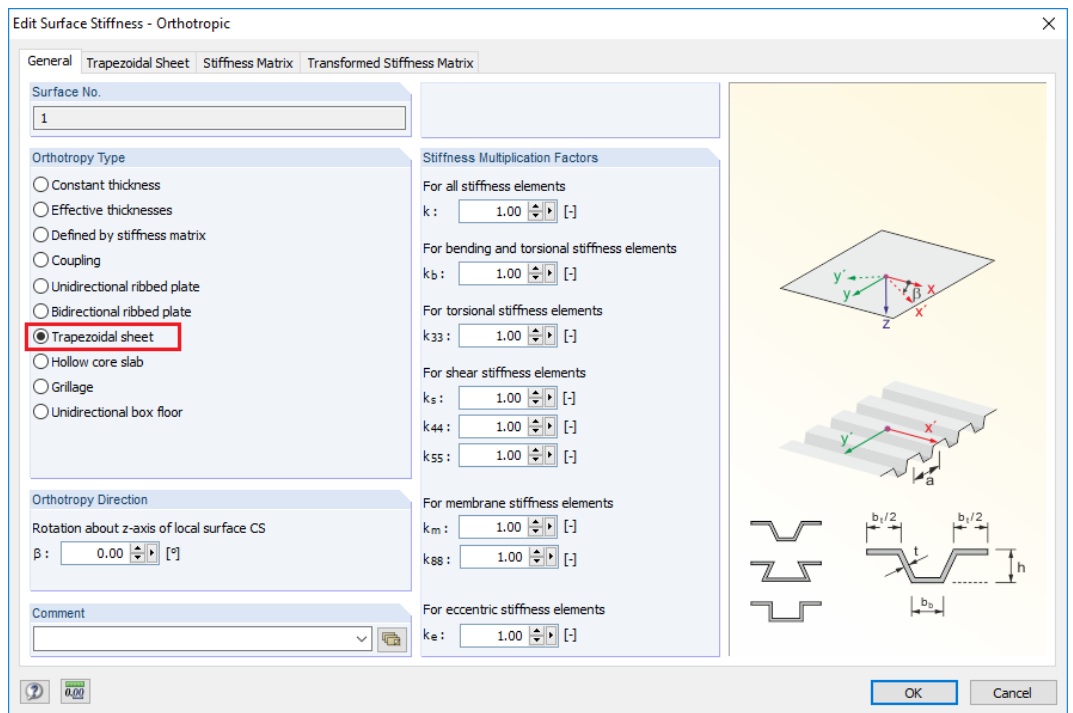 Edit Surface Stiffness - Orthotropic
General
Trapezoidal Sheet
Stiffness Matrix
Transformed Stiffness Matrix
Surface No.
1
Orthotropy Type
Constant thickness
Effective thicknesses
Defined by stiffness matrix
Coupling
Unidirectional ribbed plate
Bidirectional ribbed plate
Trapezoidal sheet
Hollow core slab
Grillage
Unidirectional box floor
Orthotropy Direction
Rotation about z-axis of local surface CS
β : 0.00 [°]
Comment
Stiffness Multiplication Factors
For all stiffness elements
k : 1.00 [-]
For bending and torsional stiffness elements
kb : 1.00 [-]
For torsional stiffness elements
k33 : 1.00 [-]
For shear stiffness elements
ks : 1.00 [-]
k44 : 1.00 [-]
k55 : 1.00 [-]
For membrane stiffness elements
km : 1.00 [-]
k88 : 1.00 [-]
For eccentric stiffness elements
ke : 1.00 [-]
y´
y
β
x
x´
z
y´
x´
a
bt/2
bt/2
t
h
bb
0.00
OK
Cancel